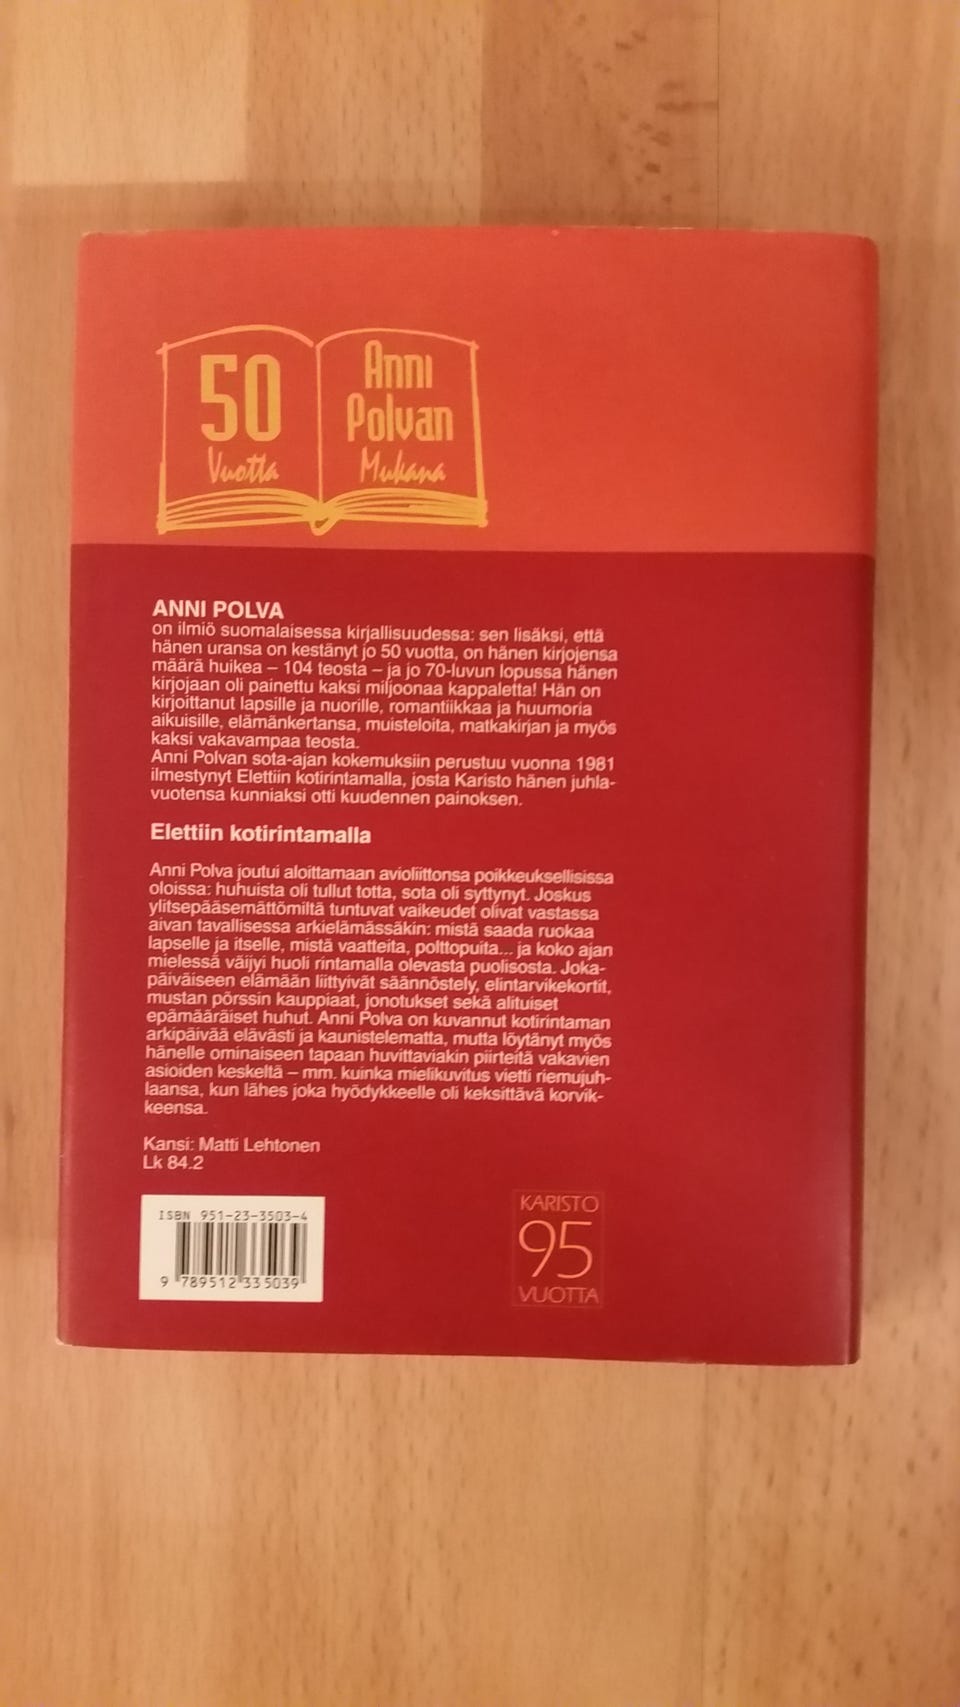 50
Vuotta
Anni
Polvan
Mukana
ANNI POLVA
on ilmiö suomalaisessa kirjallisuudessa: sen lisäksi, että
hänen uransa on kestänyt jo 50 vuotta, on hänen kirjojensa
määrä huikea – 104 teosta – ja jo 70-luvun lopussa hänen
kirjojaan oli painettu kaksi miljoonaa kappaletta! Hän on
kirjoittanut lapsille ja nuorille, romantiikkaa ja huumoria
aikuisille, elämänkertansa, muisteloita, matkakirjan ja myös
kaksi vakavampaa teosta.
Anni Polvan sota-ajan kokemuksiin perustuu vuonna 1981
ilmestynyt Elettiin kotirintamalla, josta Karisto hänen juhla-
vuotensa kunniaksi otti kuudennen painoksen.
Elettiin kotirintamalla
Anni Polva joutui aloittamaan avioliittonsa poikkeuksellisissa
oloissa: huhuista oli tullut totta, sota oli syttynyt. Joskus
ylitsepääsemättömiltä tuntuvat vaikeudet olivat vastassa
aivan tavallisessa arkielämässäkin: mistä saada ruokaa
lapselle ja itselle, mistä vaatteita, polttopuita... ja koko ajan
mielessä väijyi huoli rintamalla olevasta puolisosta. Joka-
päiväiseen elämään liittyivät säännöstely, elintarvikekortit,
mustan pörssin kauppiaat, jonotukset sekä alituiset
epämääräiset huhut. Anni Polva on kuvannut kotirintaman
arkipäivää elävästi ja kaunistelematta, mutta löytänyt myös
hänelle ominaiseen tapaan huvittaviakin piirteitä vakavien
asioiden keskeltä – mm. kuinka mielikuvitus vietti riemujuh-
laansa, kun lähes joka hyödykkeelle oli keksittävä korvik-
keensa.
Kansi: Matti Lehtonen
Lk 84.2
ISBN 951-23-3503-4
9 789512 335039
KARISTO
95
VUOTTA